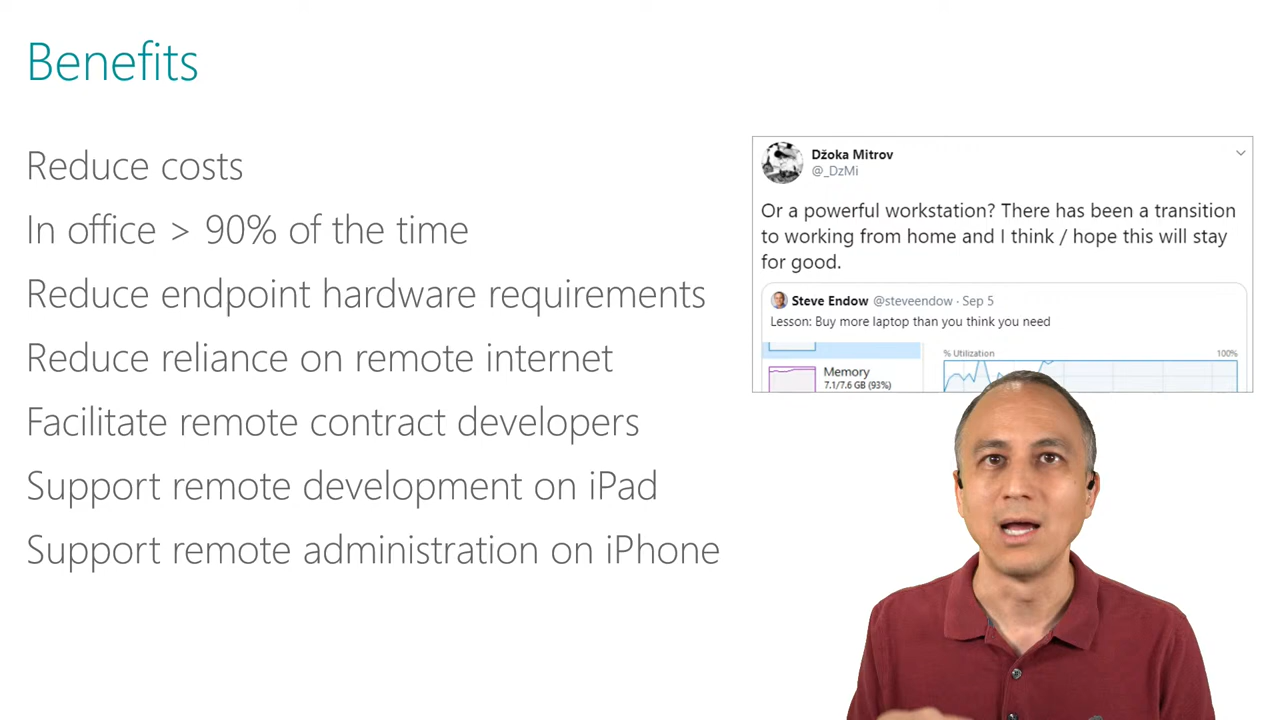 Benefits
Reduce costs
In office > 90% of the time
Reduce endpoint hardware requirements
Reduce reliance on remote internet
Facilitate remote contract developers
Support remote development on iPad
Support remote administration on iPhone
Džoka Mitrov
@_DzMi
Or a powerful workstation? There has been a transition
to working from home and I think / hope this will stay
for good.
Steve Endow @steveendow · Sep 5
Lesson: Buy more laptop than you think you need
% Utilization 100%
Memory
7.1/7.6 GB (93%)